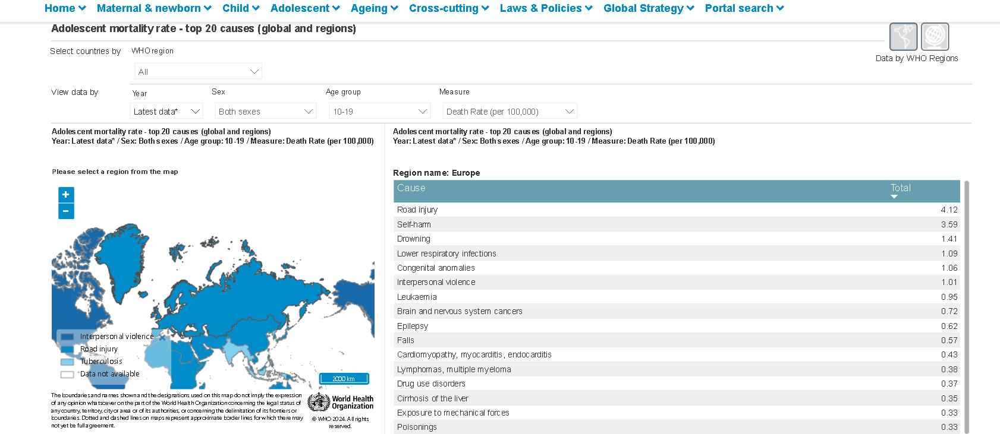 Home Maternal & newborn Child Adolescent Ageing Cross-cutting Laws & Policies Global Strategy Portal search
Adolescent mortality rate - top 20 causes (global and regions)
Data by WHO Regions
Select countries by WHO region
All
View data by Year Sex Age group Measure
Latest data* Both sexes 10-19 Death Rate (per 100,000)
Adolescent mortality rate - top 20 causes (global and regions)
Year: Latest data* / Sex: Both sexes / Age group: 10-19 / Measure: Death Rate (per 100,000)
Please select a region from the map
+
-
Interpersonal violence
Road injury
Tuberculosis
Data not available
2000 km
The boundaries and names shown and the designations used on this map do not imply the expression
of any opinion whatsoever on the part of the World Health Organization concerning the legal status of
any country, territory, city or area or of its authorities, or concerning the delimitation of its frontiers or
boundaries. Dotted and dashed lines on maps represent approximate border lines for which there may
not yet be full agreement.
World Health
Organization
© WHO 2024. All rights
reserved.
Adolescent mortality rate - top 20 causes (global and regions)
Year: Latest data* / Sex: Both sexes / Age group: 10-19 / Measure: Death Rate (per 100,000)
Region name: Europe
Cause Total
Road injury 4.12
Self-harm 3.59
Drowning 1.41
Lower respiratory infections 1.09
Congenital anomalies 1.06
Interpersonal violence 1.01
Leukaemia 0.95
Brain and nervous system cancers 0.72
Epilepsy 0.62
Falls 0.57
Cardiomyopathy, myocarditis, endocarditis 0.43
Lymphomas, multiple myeloma 0.38
Drug use disorders 0.37
Cirrhosis of the liver 0.35
Exposure to mechanical forces 0.33
Poisonings 0.33